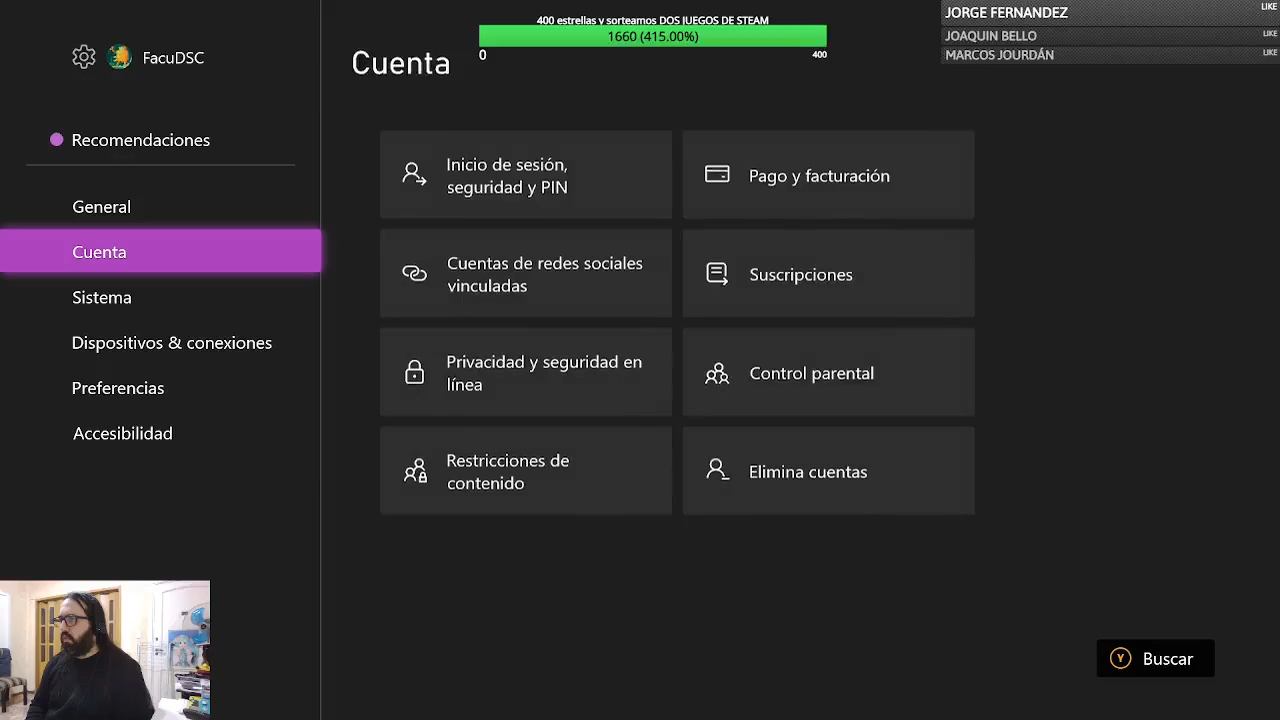 FacuDSC
Recomendaciones
General
Cuenta
Sistema
Dispositivos & conexiones
Preferencias
Accesibilidad
Cuenta
400 estrellas y sorteamos DOS JUEGOS DE STEAM
1660 (415.00%)
0
400
JORGE FERNANDEZ
LIKE
JOAQUIN BELLO
LIKE
MARCOS JOURDÁN
LIKE
Inicio de sesión,
seguridad y PIN
Pago y facturación
Cuentas de redes sociales
vinculadas
Suscripciones
Privacidad y seguridad en
línea
Control parental
Restricciones de
contenido
Elimina cuentas
Y
Buscar